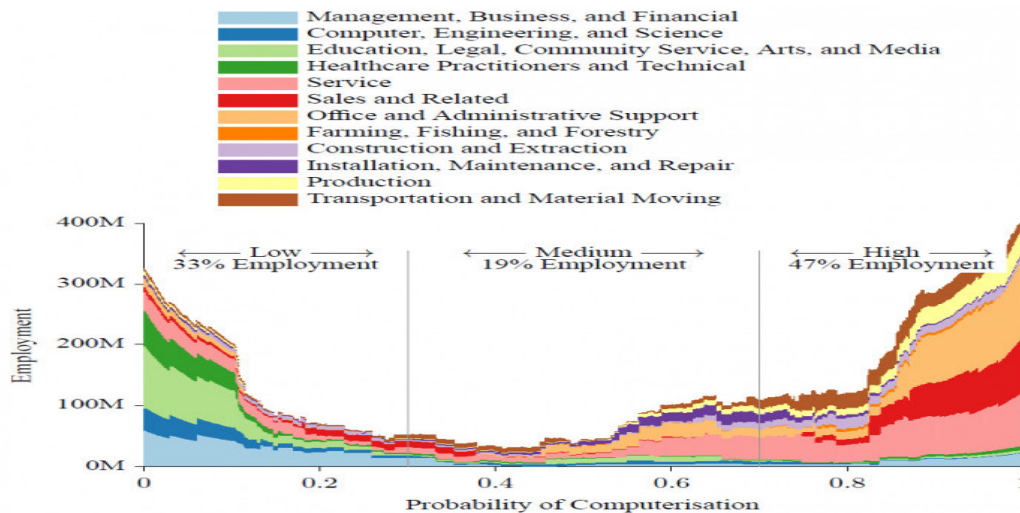 Management, Business, and Financial
Computer, Engineering, and Science
Education, Legal, Community Service, Arts, and Media
Healthcare Practitioners and Technical
Service
Sales and Related
Office and Administrative Support
Farming, Fishing, and Forestry
Construction and Extraction
Installation, Maintenance, and Repair
Production
Transportation and Material Moving
400M
Low
Medium
High
33% Employment
19% Employment
47% Employment
300M
200M
100M
0M
Employment
0
0.2
0.4
0.6
0.8
Probability of Computerisation